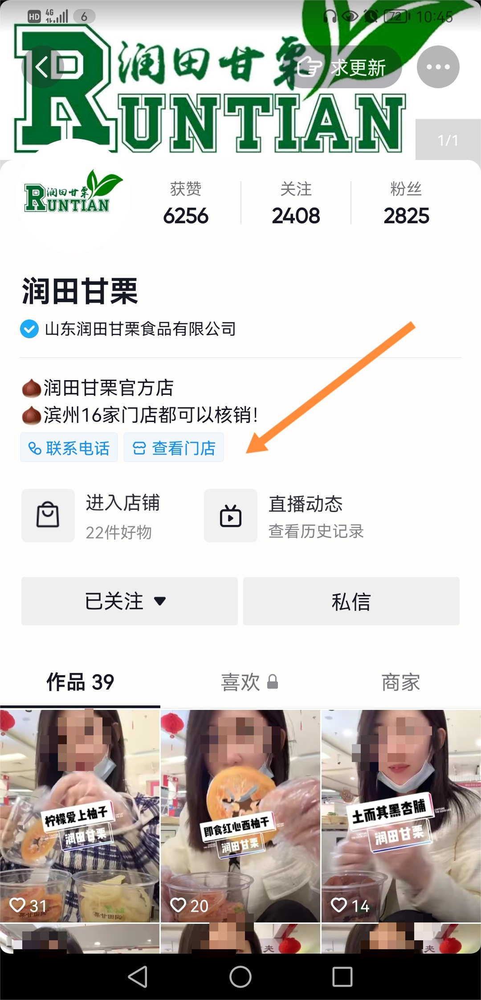 HD 4G 6 72 10:45
润田甘栗
RUNTIAN
求更新
1/1
润田甘栗
RUNTIAN
获赞 关注 粉丝
6256 2408 2825
润田甘栗
山东润田甘栗食品有限公司
润田甘栗官方店
滨州16家门店都可以核销!
联系电话 查看门店
进入店铺 直播动态
22件好物 查看历史记录
已关注 私信
作品 39 喜欢 商家
柠檬爱上柚子
润田甘栗
31
即食红心西柚干
润田甘栗
20
土而其黑杏脯
CAPTURE
THE GOOD LIFE
润田甘栗
14